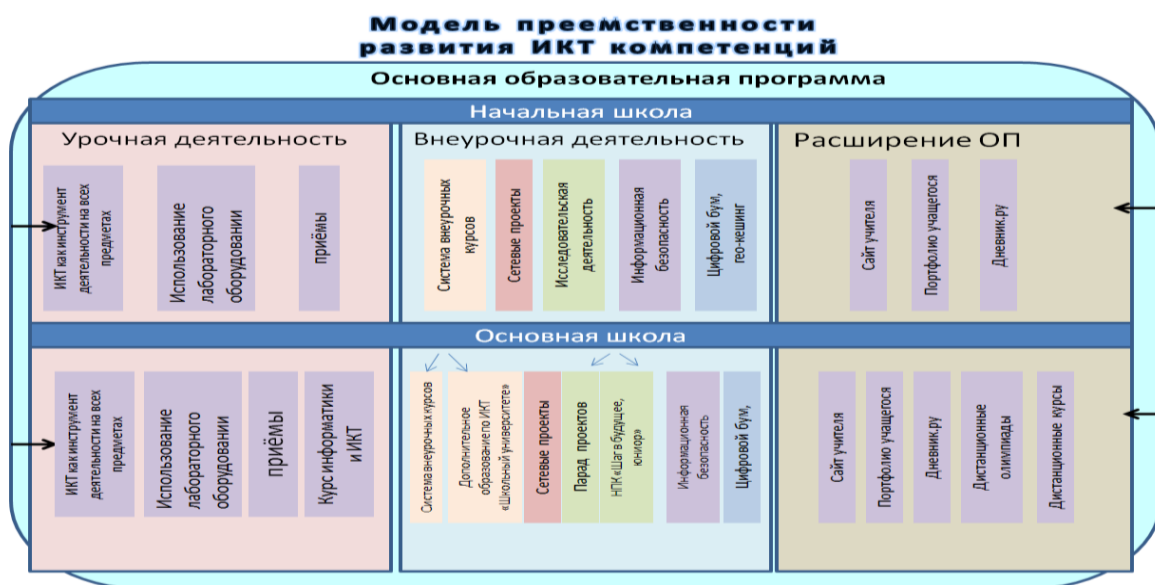 Модель преемственности
развития ИКТ компетенций
Основная образовательная программа
Начальная школа
Урочная деятельность
ИКТ как инструмент
деятельности на всех
предметах
Использование
лабораторного
оборудовании
приёмы
Внеурочная деятельность
Система внеурочных
курсов
Сетевые проекты
Исследовательская
деятельность
Информационная
безопасность
Цифровой бум,
гео-кешинг
Расширение ОП
Сайт учителя
Портфолио учащегося
Дневник.ру
Основная школа
ИКТ как инструмент
деятельности на всех
предметах
Использование
лабораторного
оборудовании
приёмы
Курс информатики
и ИКТ
Система внеурочных курсов
Дополнительное
образование по ИКТ
«Школьный университете»
Сетевые проекты
Парад проектов
НПК «Шаг в будущее,
юниор»
Информационная
безопасность
Цифровой бум,
Сайт учителя
Портфолио учащегося
Дневник.ру
Дистанционные
олимпиады
Дистанционные курсы